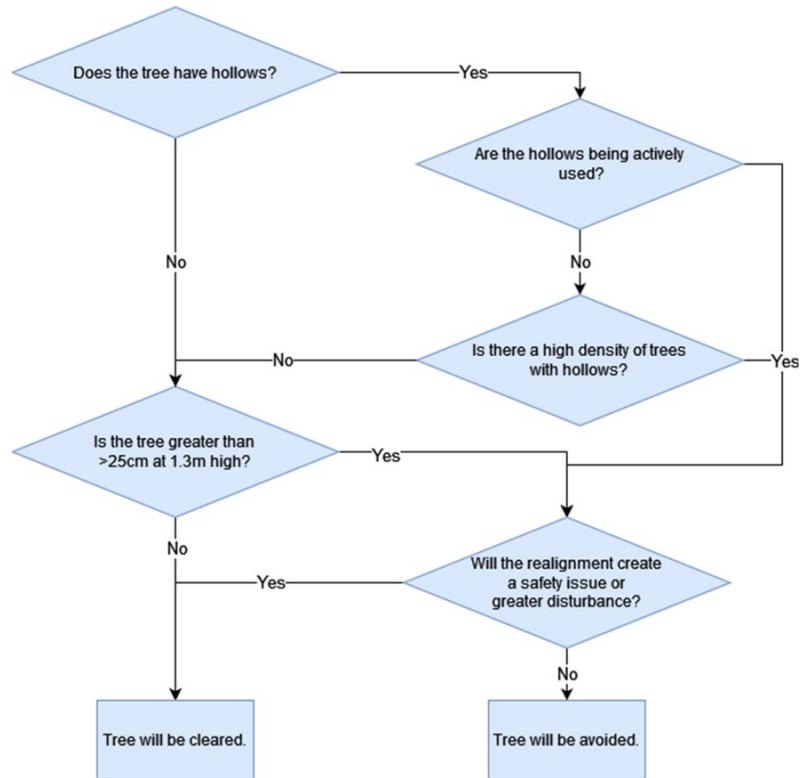 Does the tree have hollows?
Yes
Are the hollows being actively
used?
No
No
Is there a high density of trees
with hollows?
No
Yes
Is the tree greater than
>25cm at 1.3m high?
Yes
No
Will the realignment create
a safety issue or
greater disturbance?
Yes
No
Tree will be cleared.
Tree will be avoided.